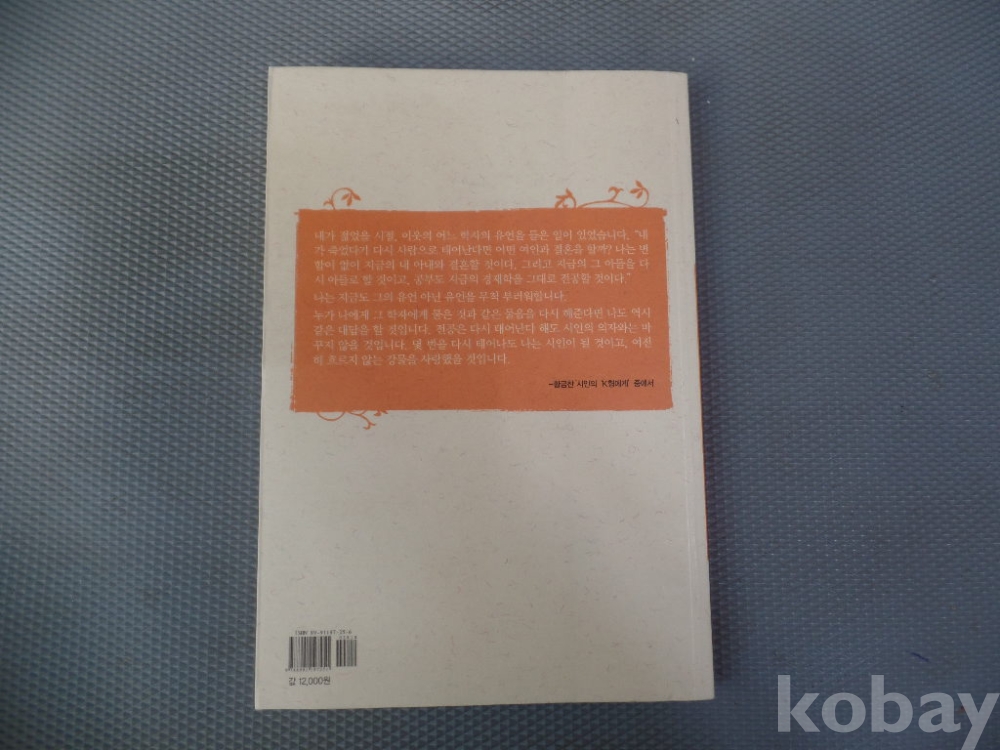 내가 젊었을 시절, 이웃의 어느 학자의 유언을 들은 일이 있었습니다. "내
가 죽었다가 다시 사람으로 태어난다면 어떤 여인과 결혼을 할까? 나는 변
함이 없이 지금의 내 아내와 결혼할 것이다. 그리고 지금의 그 아들을 다
시 아들로 할 것이고, 공부도 지금의 경제학을 그대로 전공할 것이다."
나는 지금도 그의 유언 아닌 유언을 무척 부러워합니다.
누가 나에게 그 학자에게 물은 것과 같은 물음을 다시 해준다면 나도 역시
같은 대답을 할 것입니다. 천은 다시 태어난다 해도 시인의 의자와는 바
꾸지 않을 것입니다. 몇 번을 다시 태어나도 나는 시인이 될 것이고, 여전
히 흐르지 않는 강물을 사랑했을 것입니다.
시인의 'K형에게' 중에서
ISBN
값 12,000원
kobay